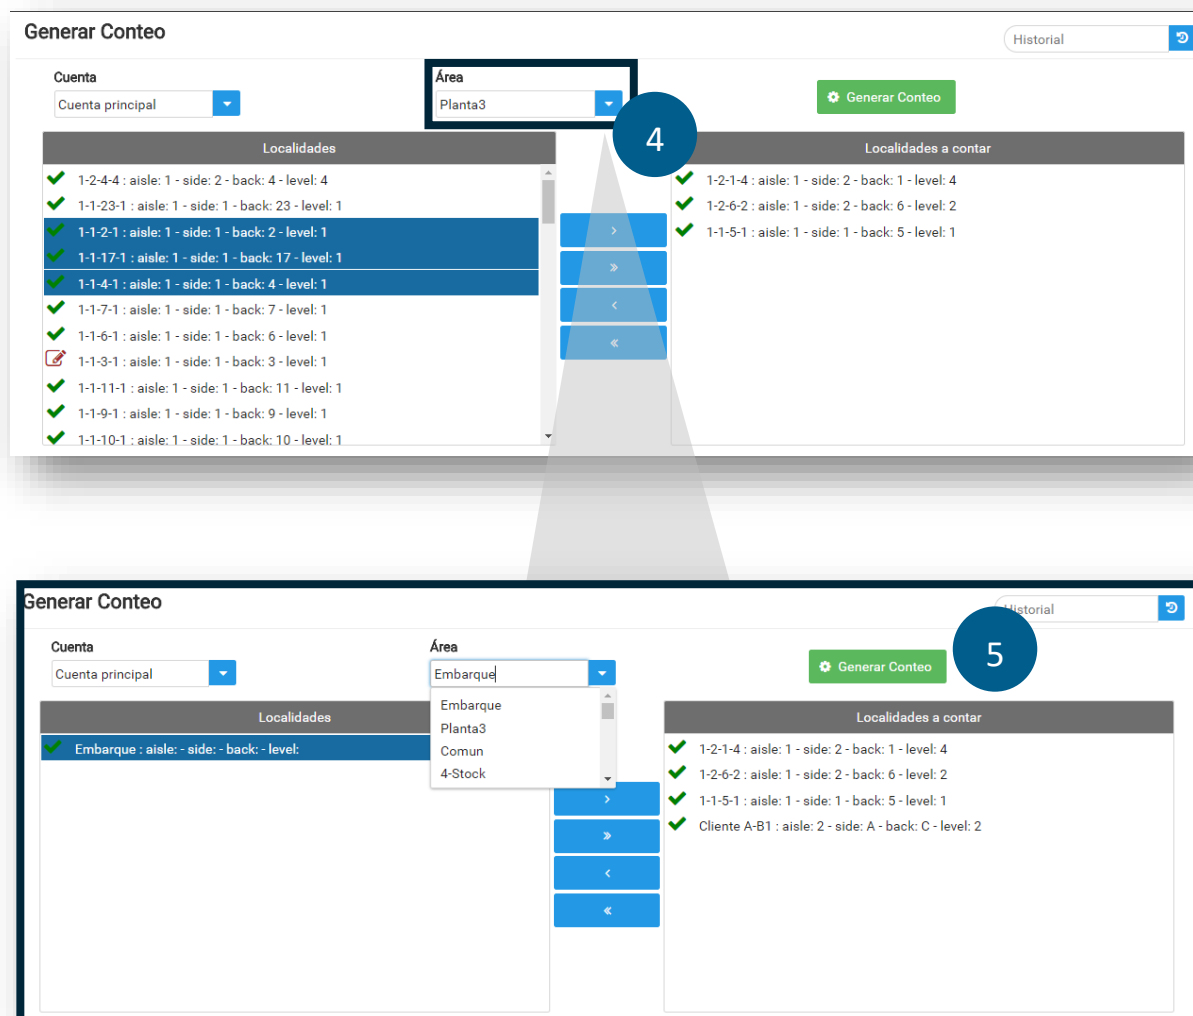 Generar Conteo
Historial
Cuenta
Área
Cuenta principal
Planta3
Generar Conteo
4
Localidades
Localidades a contar
1-2-4-4 : aisle: 1 - side: 2 - back: 4 - level: 4
1-1-23-1 : aisle: 1 - side: 1 - back: 23 - level: 1
1-1-2-1 : aisle: 1 - side: 1 - back: 2 - level: 1
1-1-17-1 : aisle: 1 - side: 1 - back: 17 - level: 1
1-1-4-1 : aisle: 1 - side: 1 - back: 4 - level: 1
1-1-7-1 : aisle: 1 - side: 1 - back: 7 - level: 1
1-1-6-1 : aisle: 1 - side: 1 - back: 6 - level: 1
1-1-3-1 : aisle: 1 - side: 1 - back: 3 - level: 1
1-1-11-1 : aisle: 1 - side: 1 - back: 11 - level: 1
1-1-9-1 : aisle: 1 - side: 1 - back: 9 - level: 1
1-1-10-1 : aisle: 1 - side: 1 - back: 10 - level: 1
1-2-1-4 : aisle: 1 - side: 2 - back: 1 - level: 4
1-2-6-2 : aisle: 1 - side: 2 - back: 6 - level: 2
1-1-5-1 : aisle: 1 - side: 1 - back: 5 - level: 1
Generar Conteo
Historial
Cuenta
Área
Cuenta principal
Embarque
Generar Conteo
5
Embarque
Planta3
Comun
4-Stock
Localidades
Localidades a contar
Embarque : aisle: - side: - back: - level:
1-2-1-4 : aisle: 1 - side: 2 - back: 1 - level: 4
1-2-6-2 : aisle: 1 - side: 2 - back: 6 - level: 2
1-1-5-1 : aisle: 1 - side: 1 - back: 5 - level: 1
Cliente A-B1 : aisle: 2 - side: A - back: C - level: 2